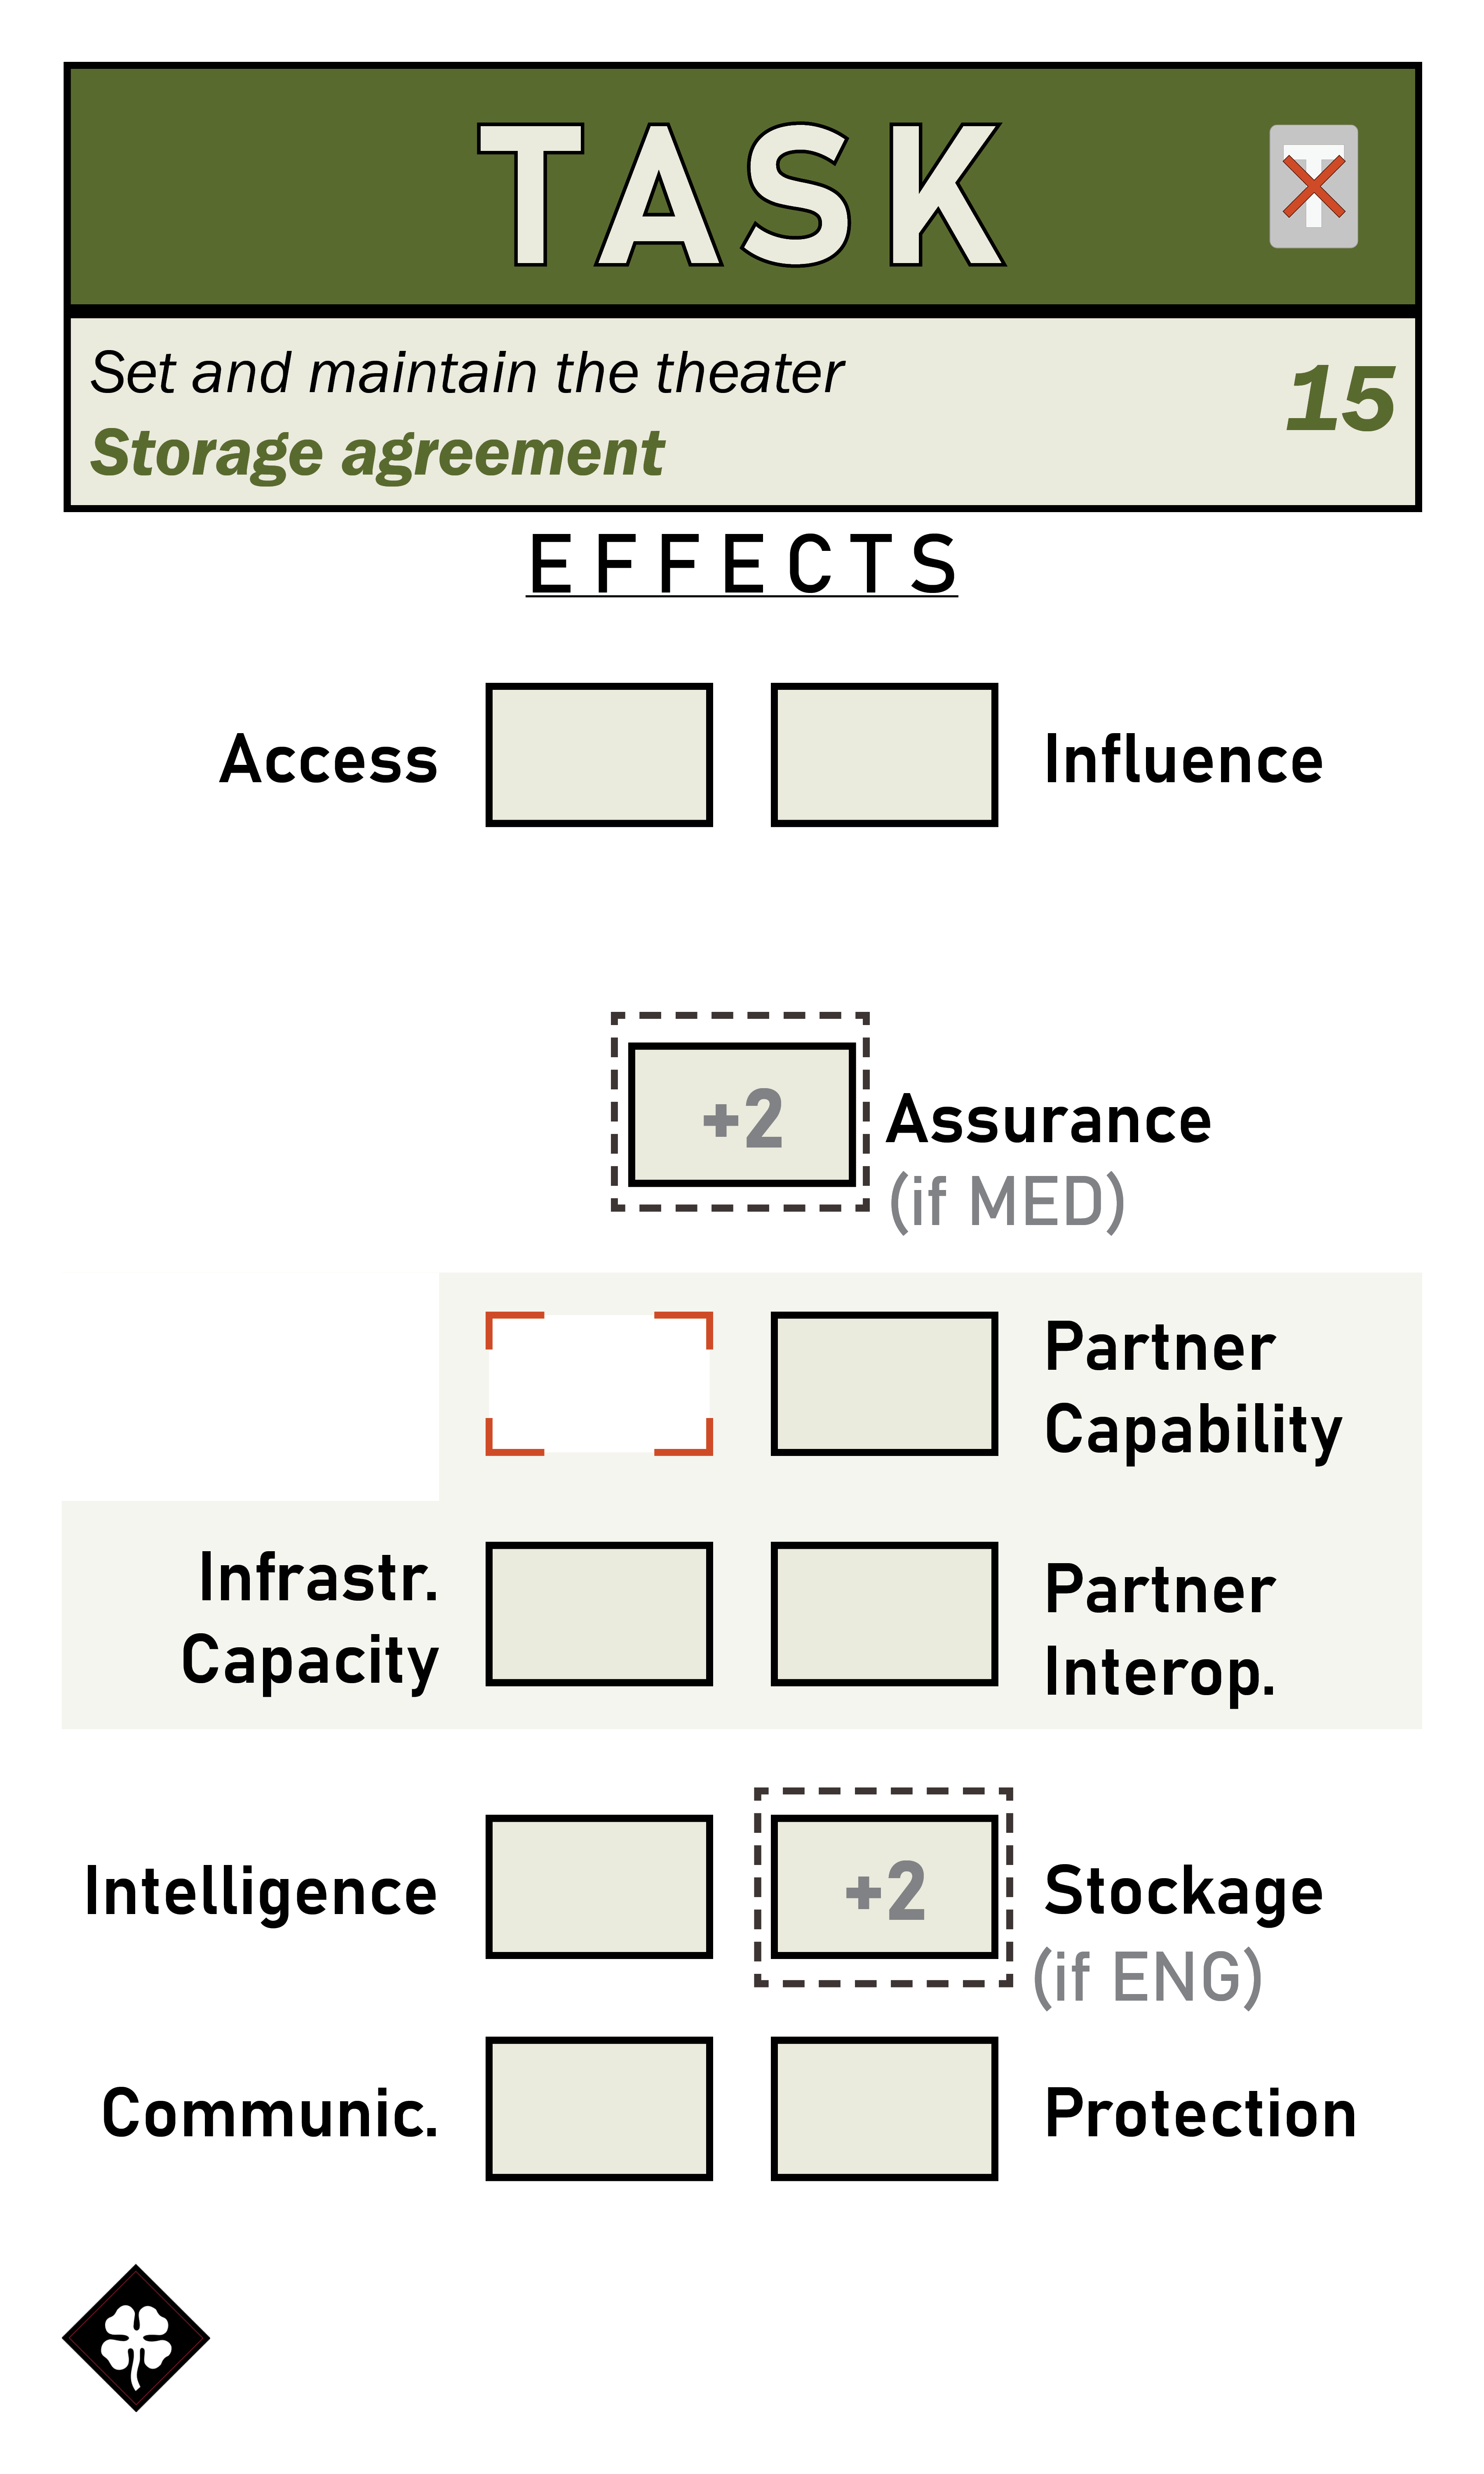 TASK
T
Set and maintain the theater
15
Storage agreement
EFFECTS
Access
Influence
+2
Assurance
(if MED)
Partner
Capability
Infrastr.
Capacity
Partner
Interop.
Intelligence
+2
Stockage
(if ENG)
Communic.
Protection